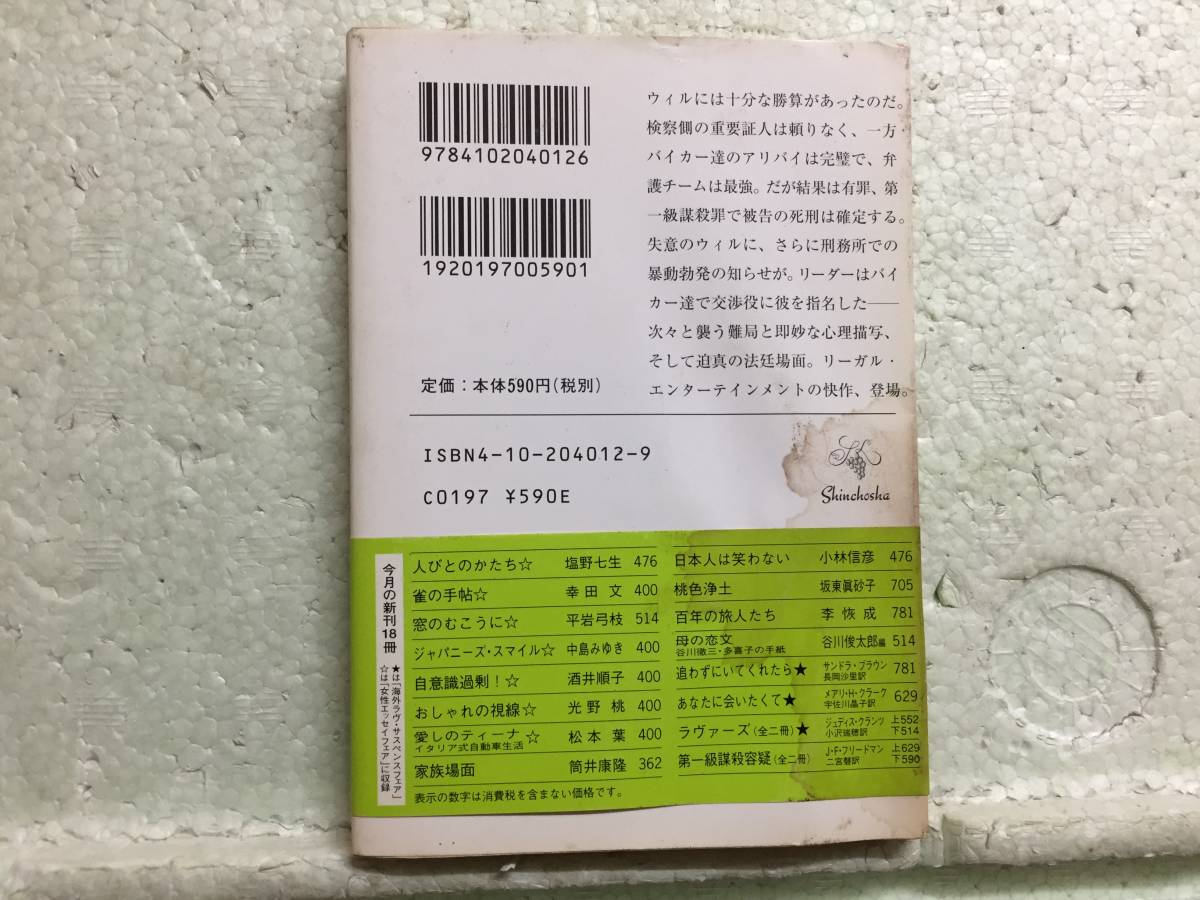 9784102040126
1920197005901
定価：本体590円（税別）
ウィルには十分な勝算があったのだ。
検察側の重要証人は頼りなく、一方・
バイカー達のアリバイは完璧で、弁
護チームは最強。だが結果は有罪、第
一級謀殺罪で被告の死刑は確定する。
失意のウィルに、さらに刑務所での
暴動勃発の知らせが。リーダーはバイ
カー達で交渉役に彼を指名した――
次々と襲う難局と即妙な心理描写、
そして迫真の法廷場面。リーガル・
エンターテインメントの快作、登場。
ISBN4-10-204012-9
C0197 ¥590E
Shinchosha
今月の新刊18冊
★は「海外ラヴ・サスペンスフェア」
☆は「女性エッセイフェア」に収録
人びとのかたち☆ 塩野七生 476
雀の手帖☆ 幸田 文 400
窓のむこうに☆ 平岩弓枝 514
ジャパニーズ・スマイル☆ 中島みゆき 400
自意識過剰！☆ 酒井順子 400
おしゃれの視線☆ 光野 桃 400
愛しのティーナ☆ 松本 葉 400
イタリア式自動車生活
家族場面 筒井康隆 362
日本人は笑わない 小林信彦 476
桃色浄土 坂東眞砂子 705
百年の旅人たち 李 恢成 781
母の恋文 谷川俊太郎編 514
谷川徹三・多喜子の手紙
追わずにいてくれたら★ サンドラ・ブラウン 長岡沙里訳 781
あなたに会いたくて★ メアリ・H・クラーク 宇佐川晶子訳 629
ラヴァーズ（全二冊）★ ジュディス・クランツ 小沢瑞穂訳 上552 下514
第一級謀殺容疑（全二冊） J・F・フリードマン 二宮磬訳 上629 下590
表示の数字は消費税を含まない価格です。